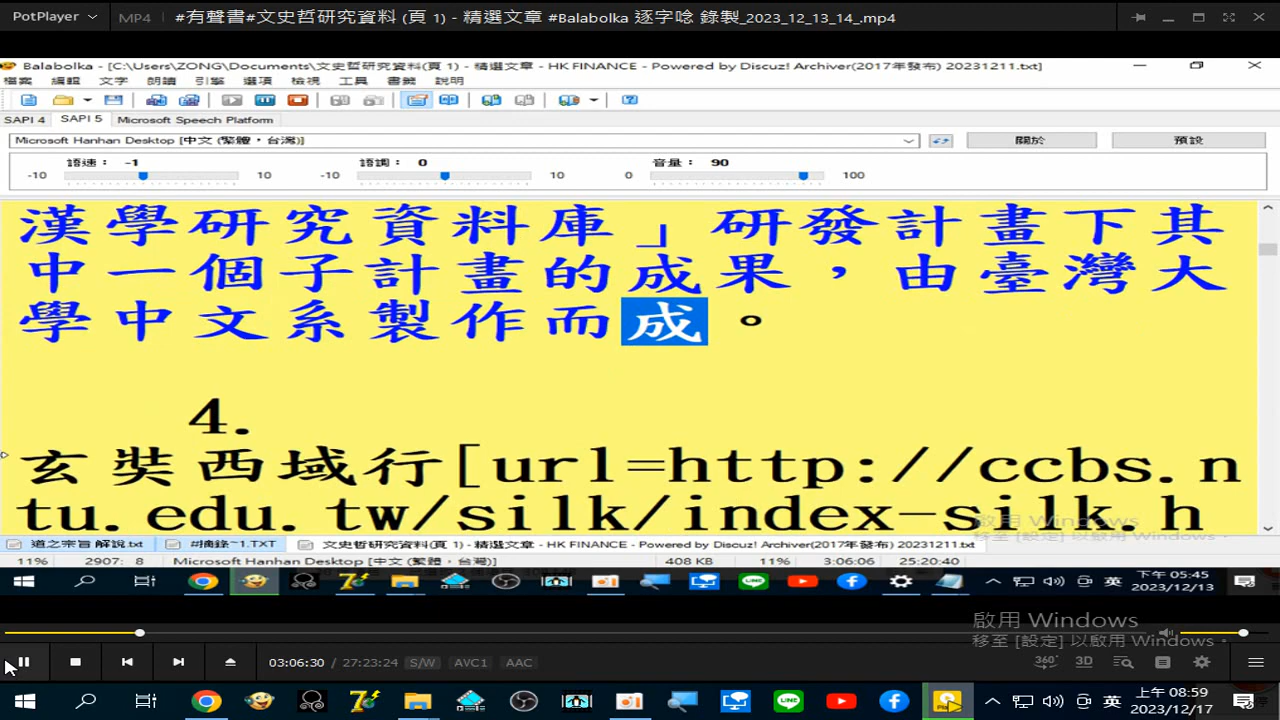 PotPlayer MP4 #有聲書#文史哲研究資料 (頁 1) - 精選文章 #Balabolka 逐字唸 錄製_2023_12_13_14_.mp4
Balabolka - [C:\Users\ZONG\Documents\文史哲研究資料(頁 1) - 精選文章 - HK FINANCE - Powered by Discuz! Archiver(2017年發布) 20231211.txt]
檔案 編輯 文字 朗讀 引擎 選項 檢視 工具 書籤 說明
SAPI 4 SAPI 5 Microsoft Speech Platform
Microsoft Hanhan Desktop [中文 (繁體，台灣)] 關於 預設
語速： -1 語調： 0 音量： 90
-10 10 -10 10 0 100
漢學研究資料庫」研發計畫下其
中一個子計畫的成果，由臺灣大
學中文系製作而成。
4.
玄奘西域行[url=http://ccbs.n
tu.edu.tw/silk/index-silk.h
啟用 Windows
移至 [設定] 以啟用 Windows。
道之宗旨 解說.txt #摘錄~1.TXT 文史哲研究資料(頁 1) - 精選文章 - HK FINANCE - Powered by Discuz! Archiver(2017年發布) 20231211.txt
11% 2907: 8 Microsoft Hanhan Desktop [中文 (繁體，台灣)] 408 KB 11% 3:06:06 25:20:40
英 下午 05:45
2023/12/13
啟用 Windows
移至 [設定] 以啟用 Windows。
03:06:30 / 27:23:24 S/W AVC1 AAC 360° 3D
英 上午 08:59
2023/12/17